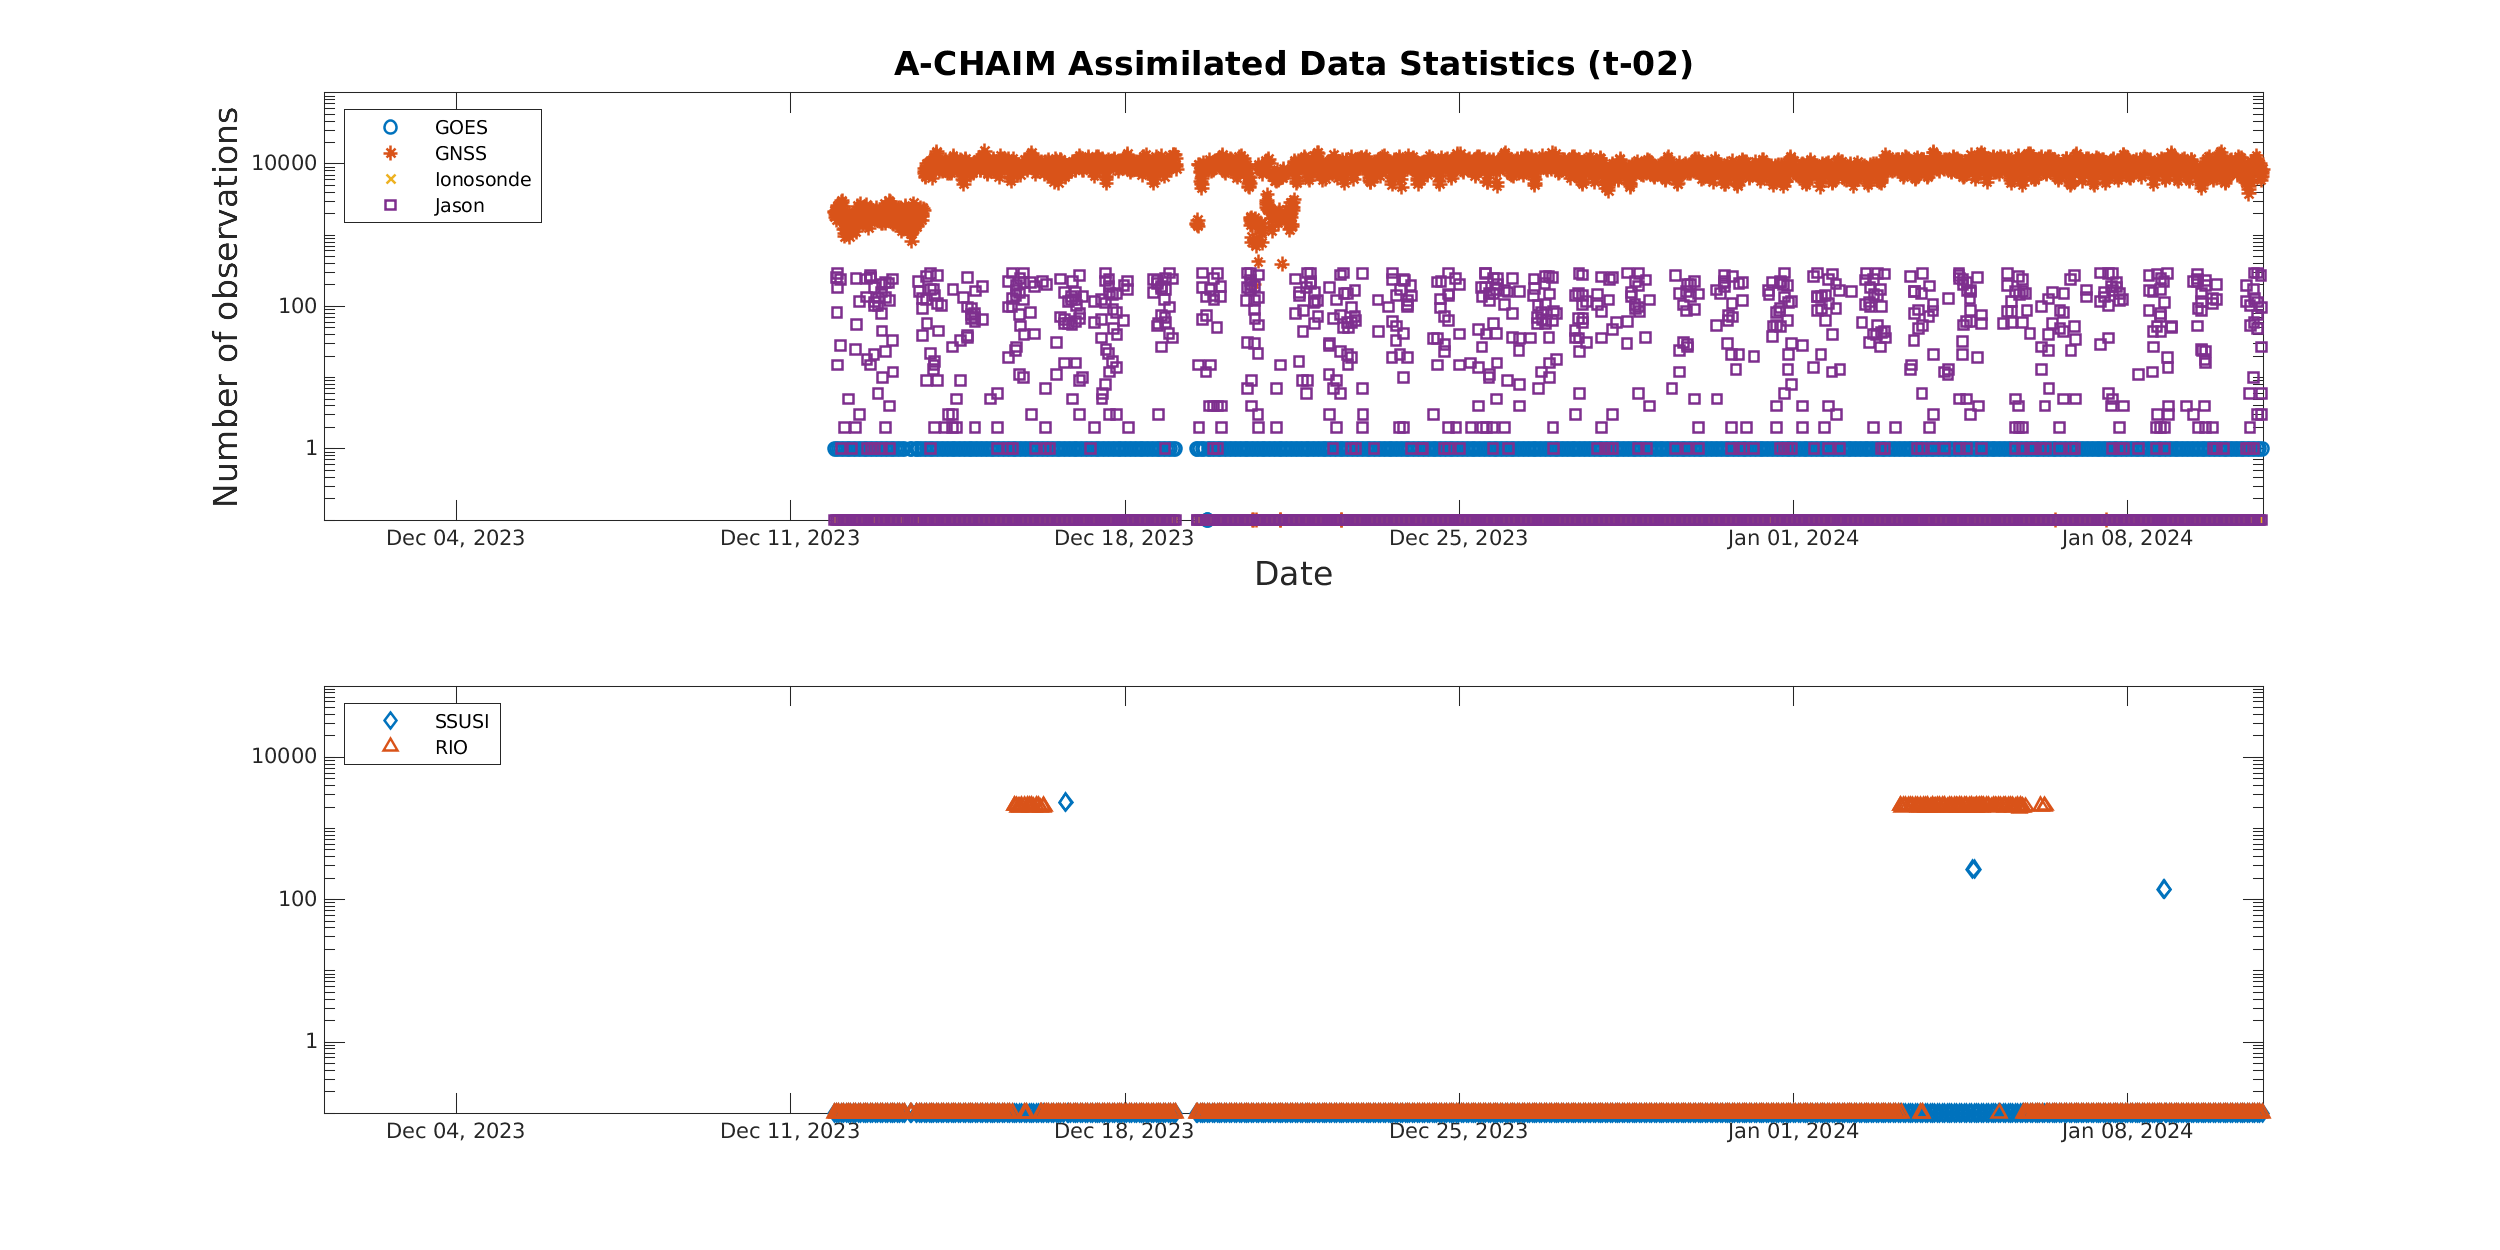 A-CHAIM Assimilated Data Statistics (t-02)
Number of observations
10000
100
1
GOES
GNSS
Ionosonde
Jason
Dec 04, 2023
Dec 11, 2023
Dec 18, 2023
Dec 25, 2023
Jan 01, 2024
Jan 08, 2024
Date
10000
100
1
SSUSI
RIO
Dec 04, 2023
Dec 11, 2023
Dec 18, 2023
Dec 25, 2023
Jan 01, 2024
Jan 08, 2024